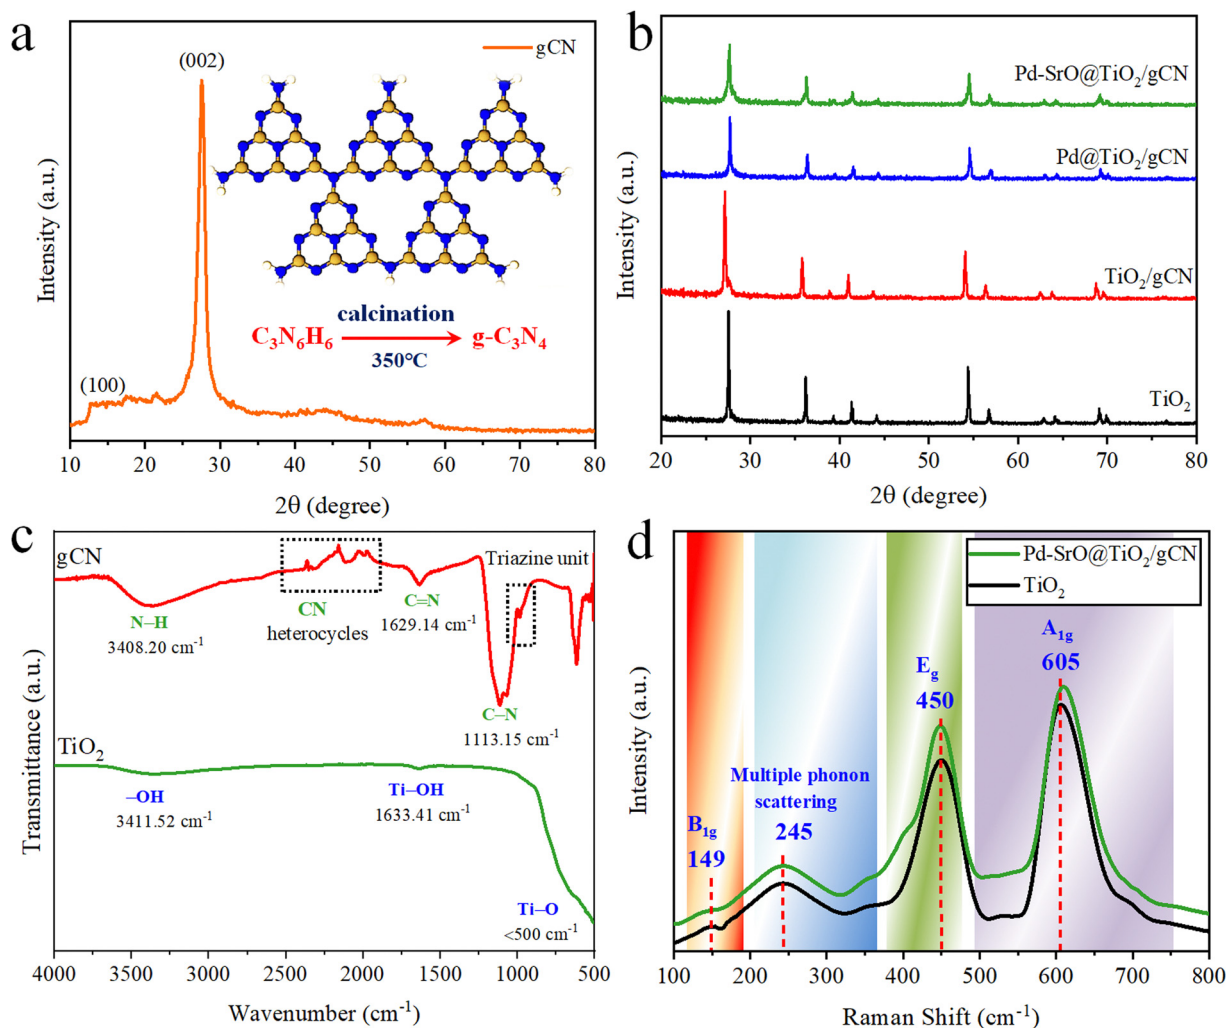 a
gCN
(002)
(100)
calcination
C₃N₆H₆ g-C₃N₄
350°C
Intensity (a.u.)
10 20 30 40 50 60 70 80
2θ (degree)
b
Pd-SrO@TiO₂/gCN
Pd@TiO₂/gCN
TiO₂/gCN
TiO₂
Intensity (a.u.)
20 30 40 50 60 70 80
2θ (degree)
c
gCN
Triazine unit
N–H
3408.20 cm⁻¹
CN
heterocycles
C=N
1629.14 cm⁻¹
C–N
1113.15 cm⁻¹
TiO₂
–OH
3411.52 cm⁻¹
Ti–OH
1633.41 cm⁻¹
Ti–O
<500 cm⁻¹
Transmittance (a.u.)
4000 3500 3000 2500 2000 1500 1000 500
Wavenumber (cm⁻¹)
d
Pd-SrO@TiO₂/gCN
TiO₂
B₁g
149
Multiple phonon
scattering
245
Eg
450
A₁g
605
Intensity (a.u.)
100 200 300 400 500 600 700 800
Raman Shift (cm⁻¹)